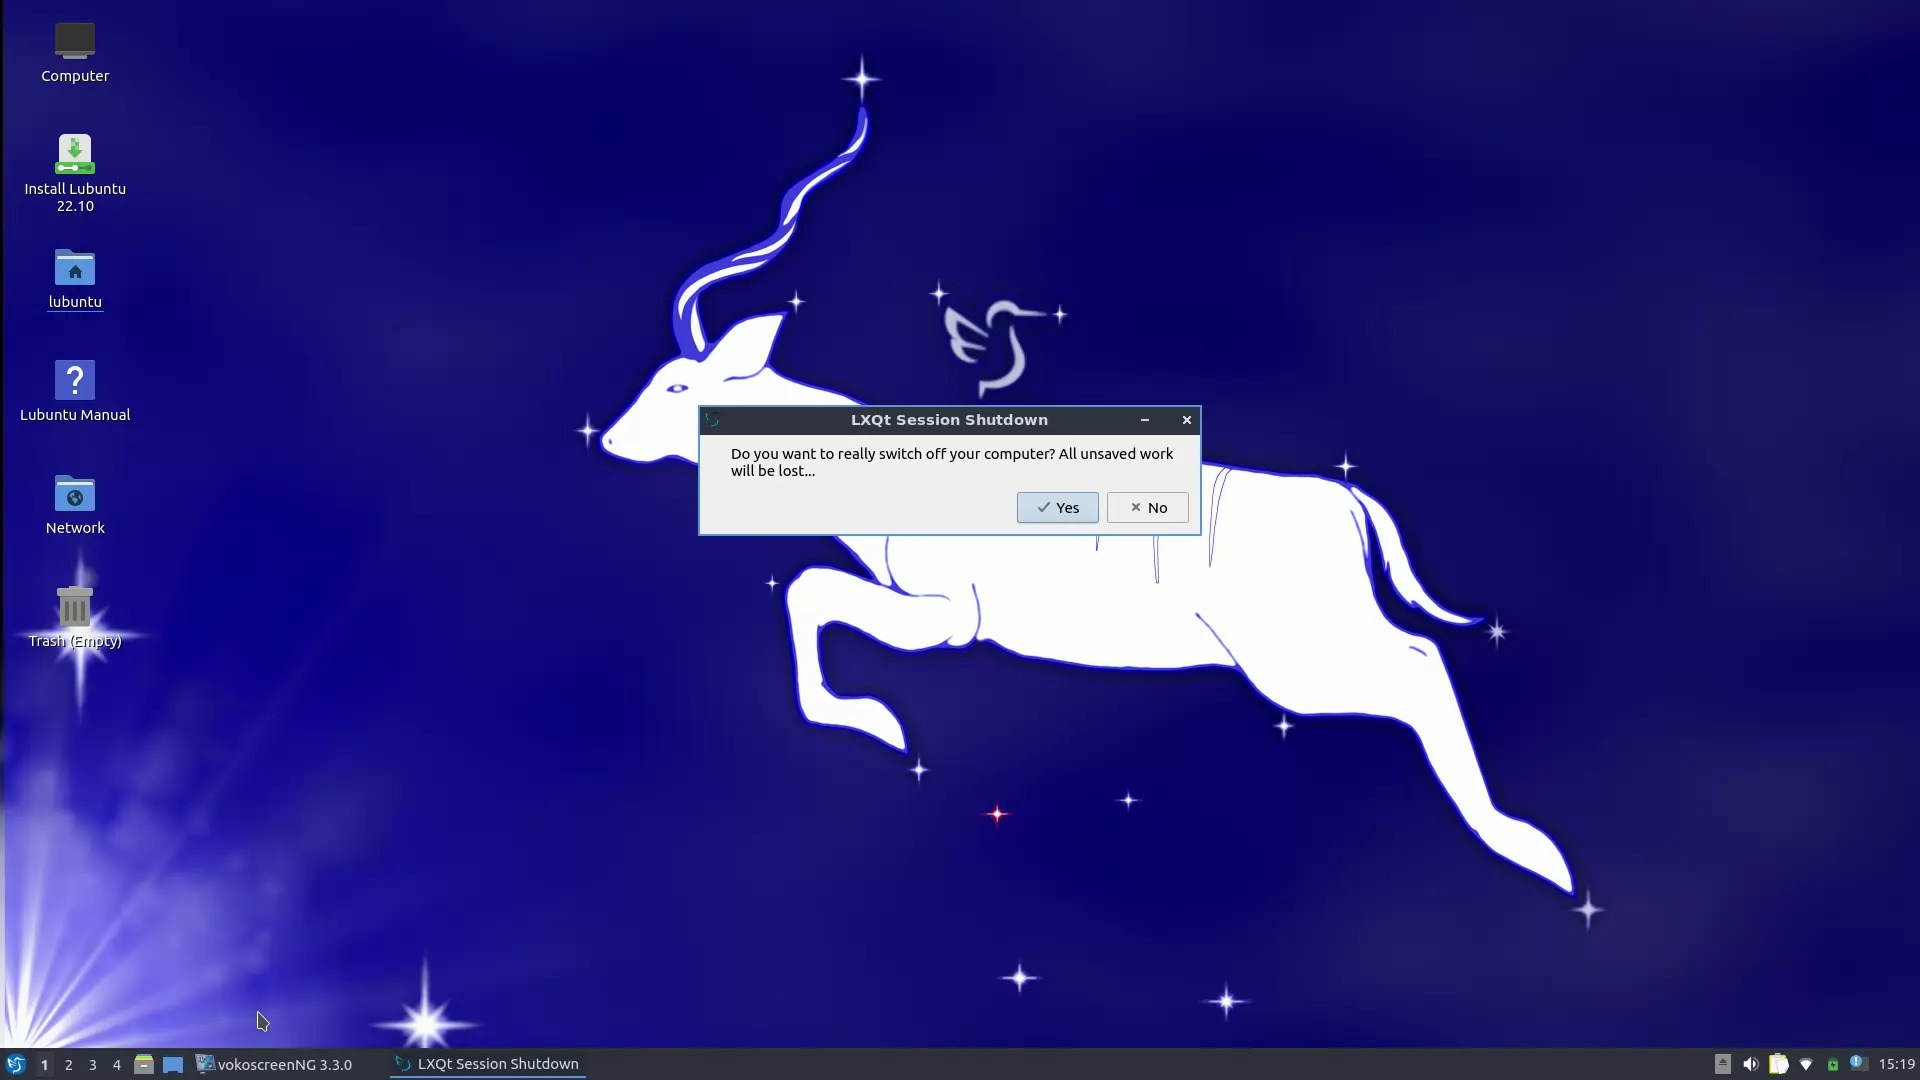 Computer
Install Lubuntu
22.10
lubuntu
Lubuntu Manual
Network
Trash (Empty)
LXQt Session Shutdown
Do you want to really switch off your computer? All unsaved work
will be lost...
Yes
No
1 2 3 4 vokoscreenNG 3.3.0 LXQt Session Shutdown 15:19